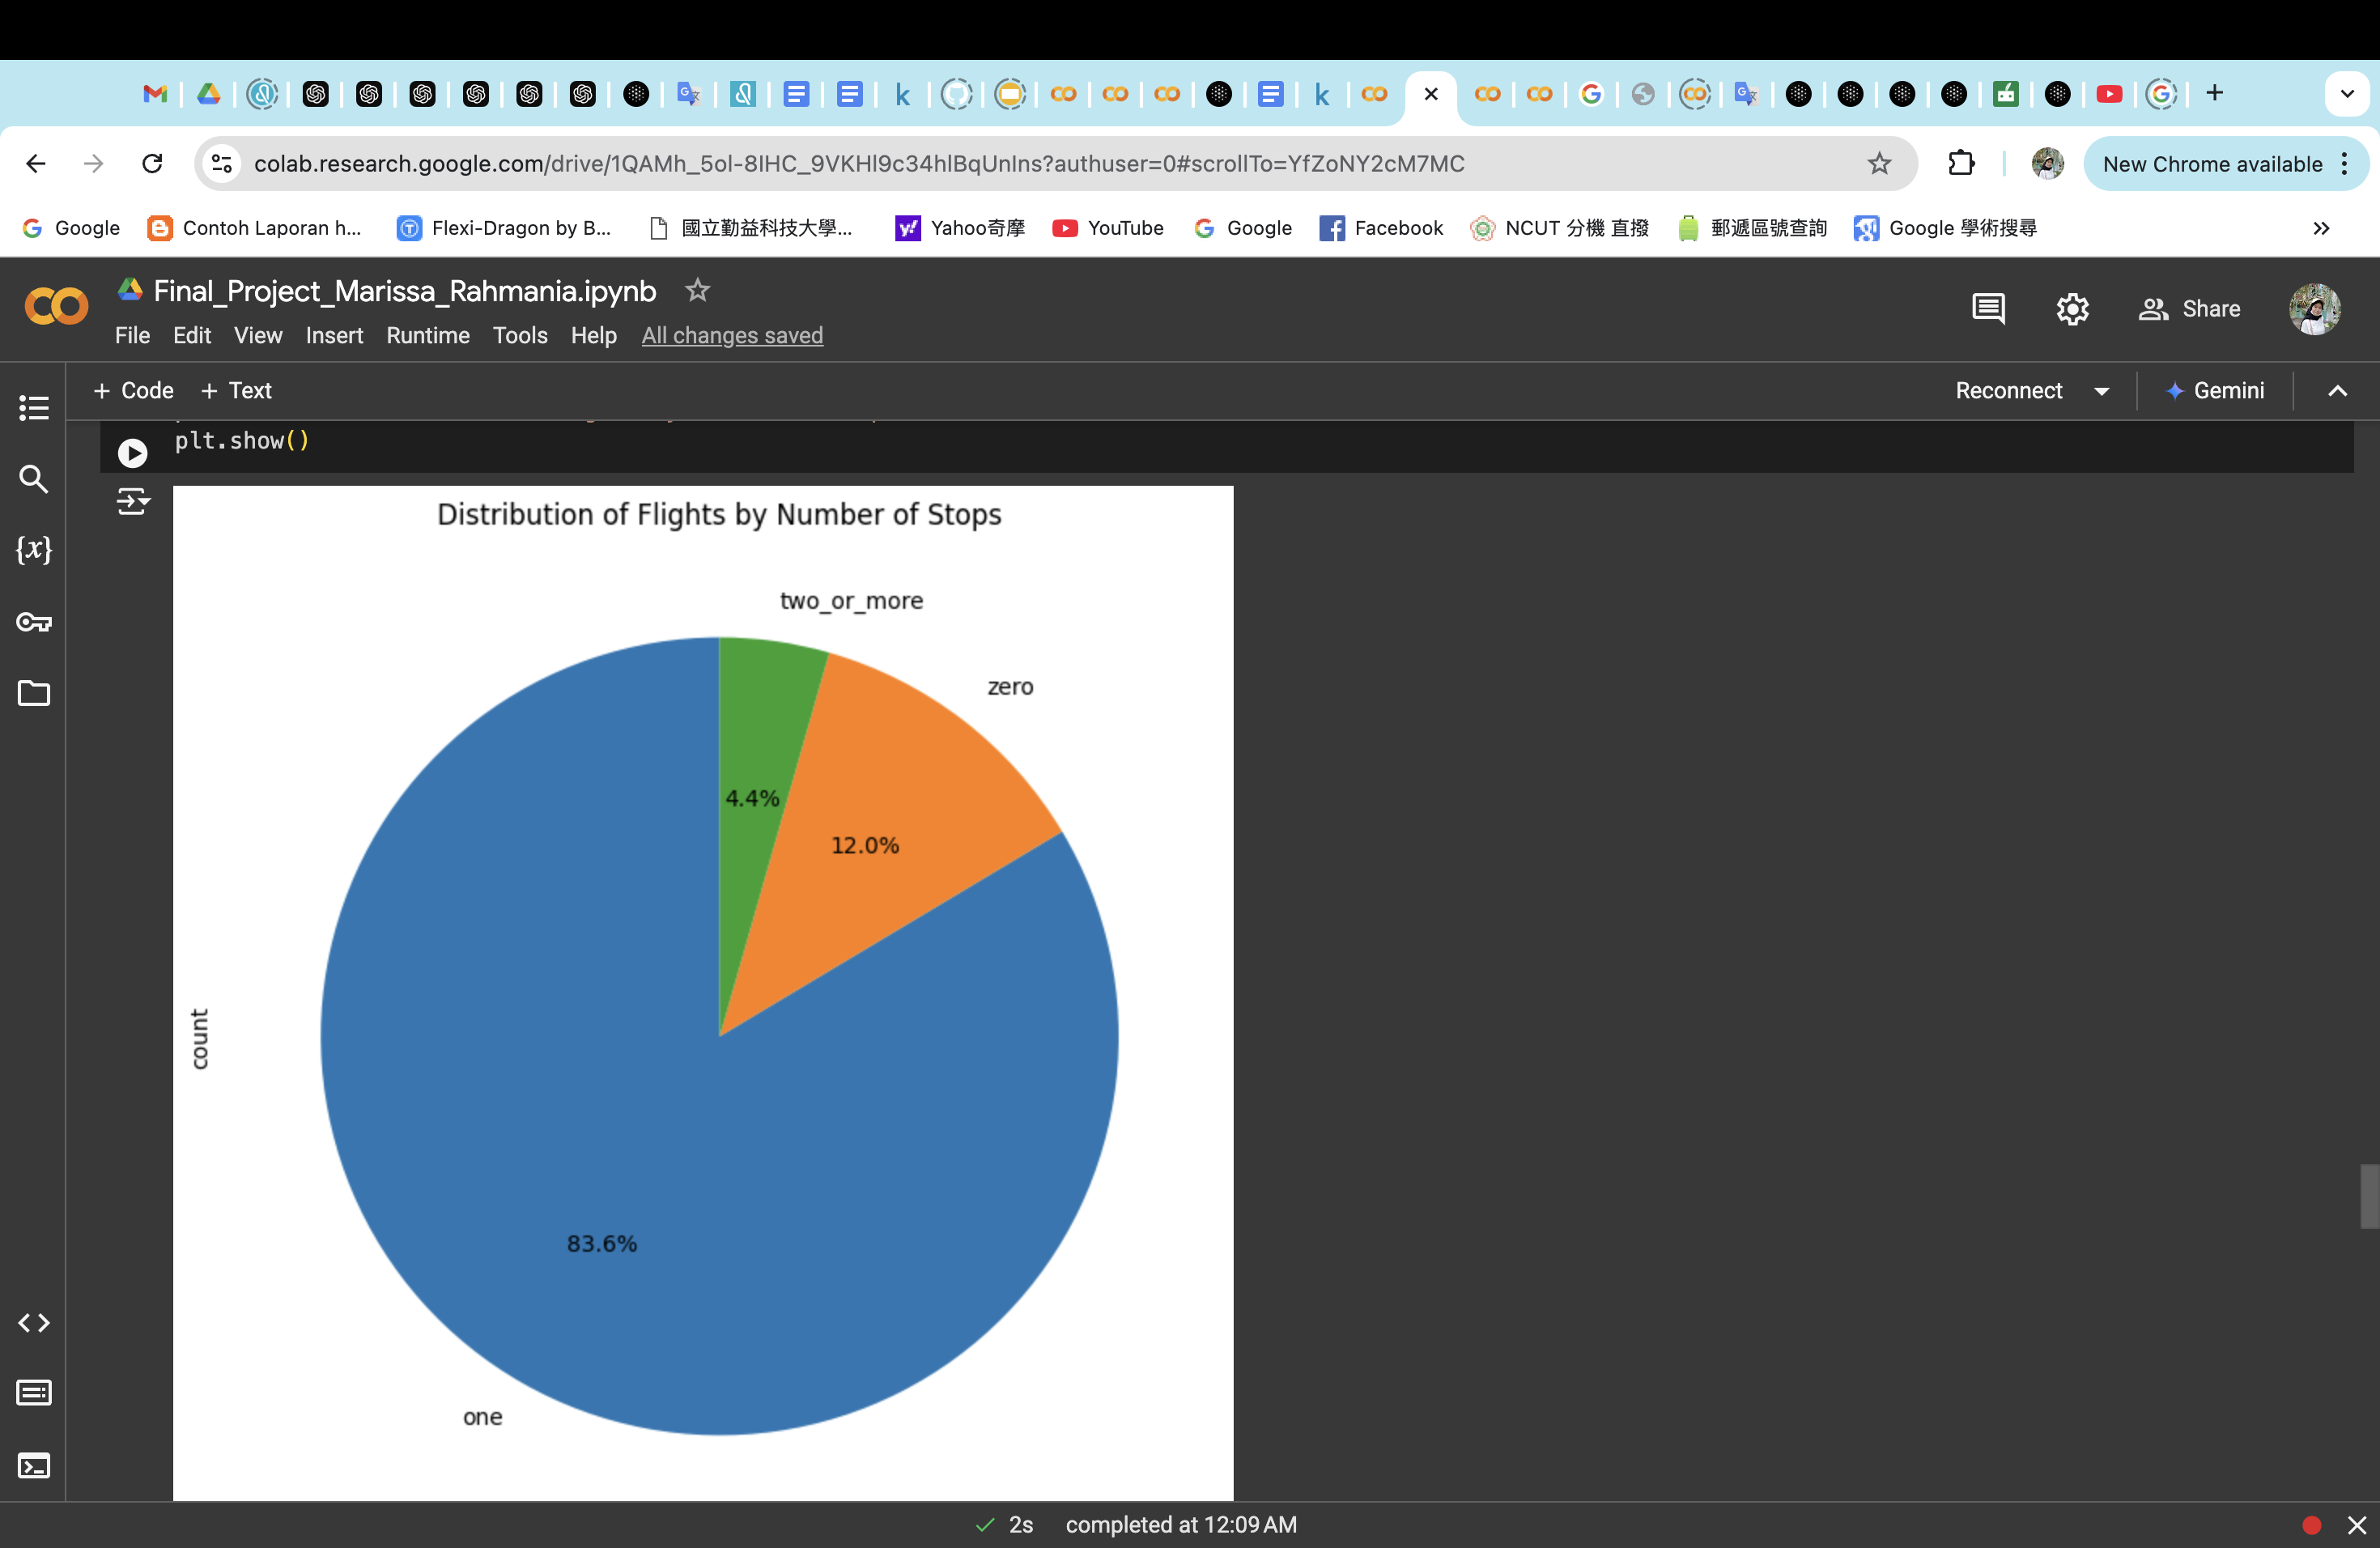 colab.research.google.com/drive/1QAMh_5ol-8IHC_9VKHl9c34hlBqUnIns?authuser=0#scrollTo=YfZoNY2cM7MC
New Chrome available
Google
Contoh Laporan h...
Flexi-Dragon by B...
國立勤益科技大學...
Yahoo奇摩
YouTube
Google
Facebook
NCUT 分機 直撥
郵遞區號查詢
Google 學術搜尋
Final_Project_Marissa_Rahmania.ipynb
File Edit View Insert Runtime Tools Help All changes saved
Share
+ Code + Text
Reconnect
Gemini
plt.show()
Distribution of Flights by Number of Stops
two_or_more
zero
4.4%
12.0%
count
83.6%
one
2s completed at 12:09 AM